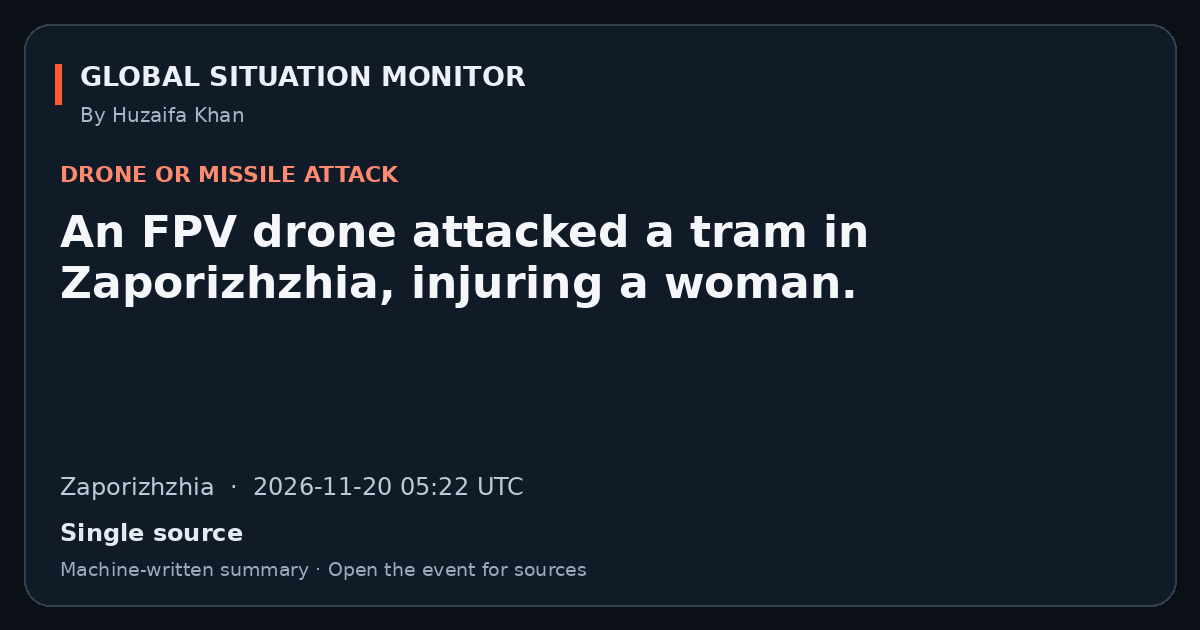 GLOBAL SITUATION MONITOR
By Huzaifa Khan
DRONE OR MISSILE ATTACK
An FPV drone attacked a tram in
Zaporizhzhia, injuring a woman.
Zaporizhzhia · 2026-11-20 05:22 UTC
Single source
Machine-written summary · Open the event for sources